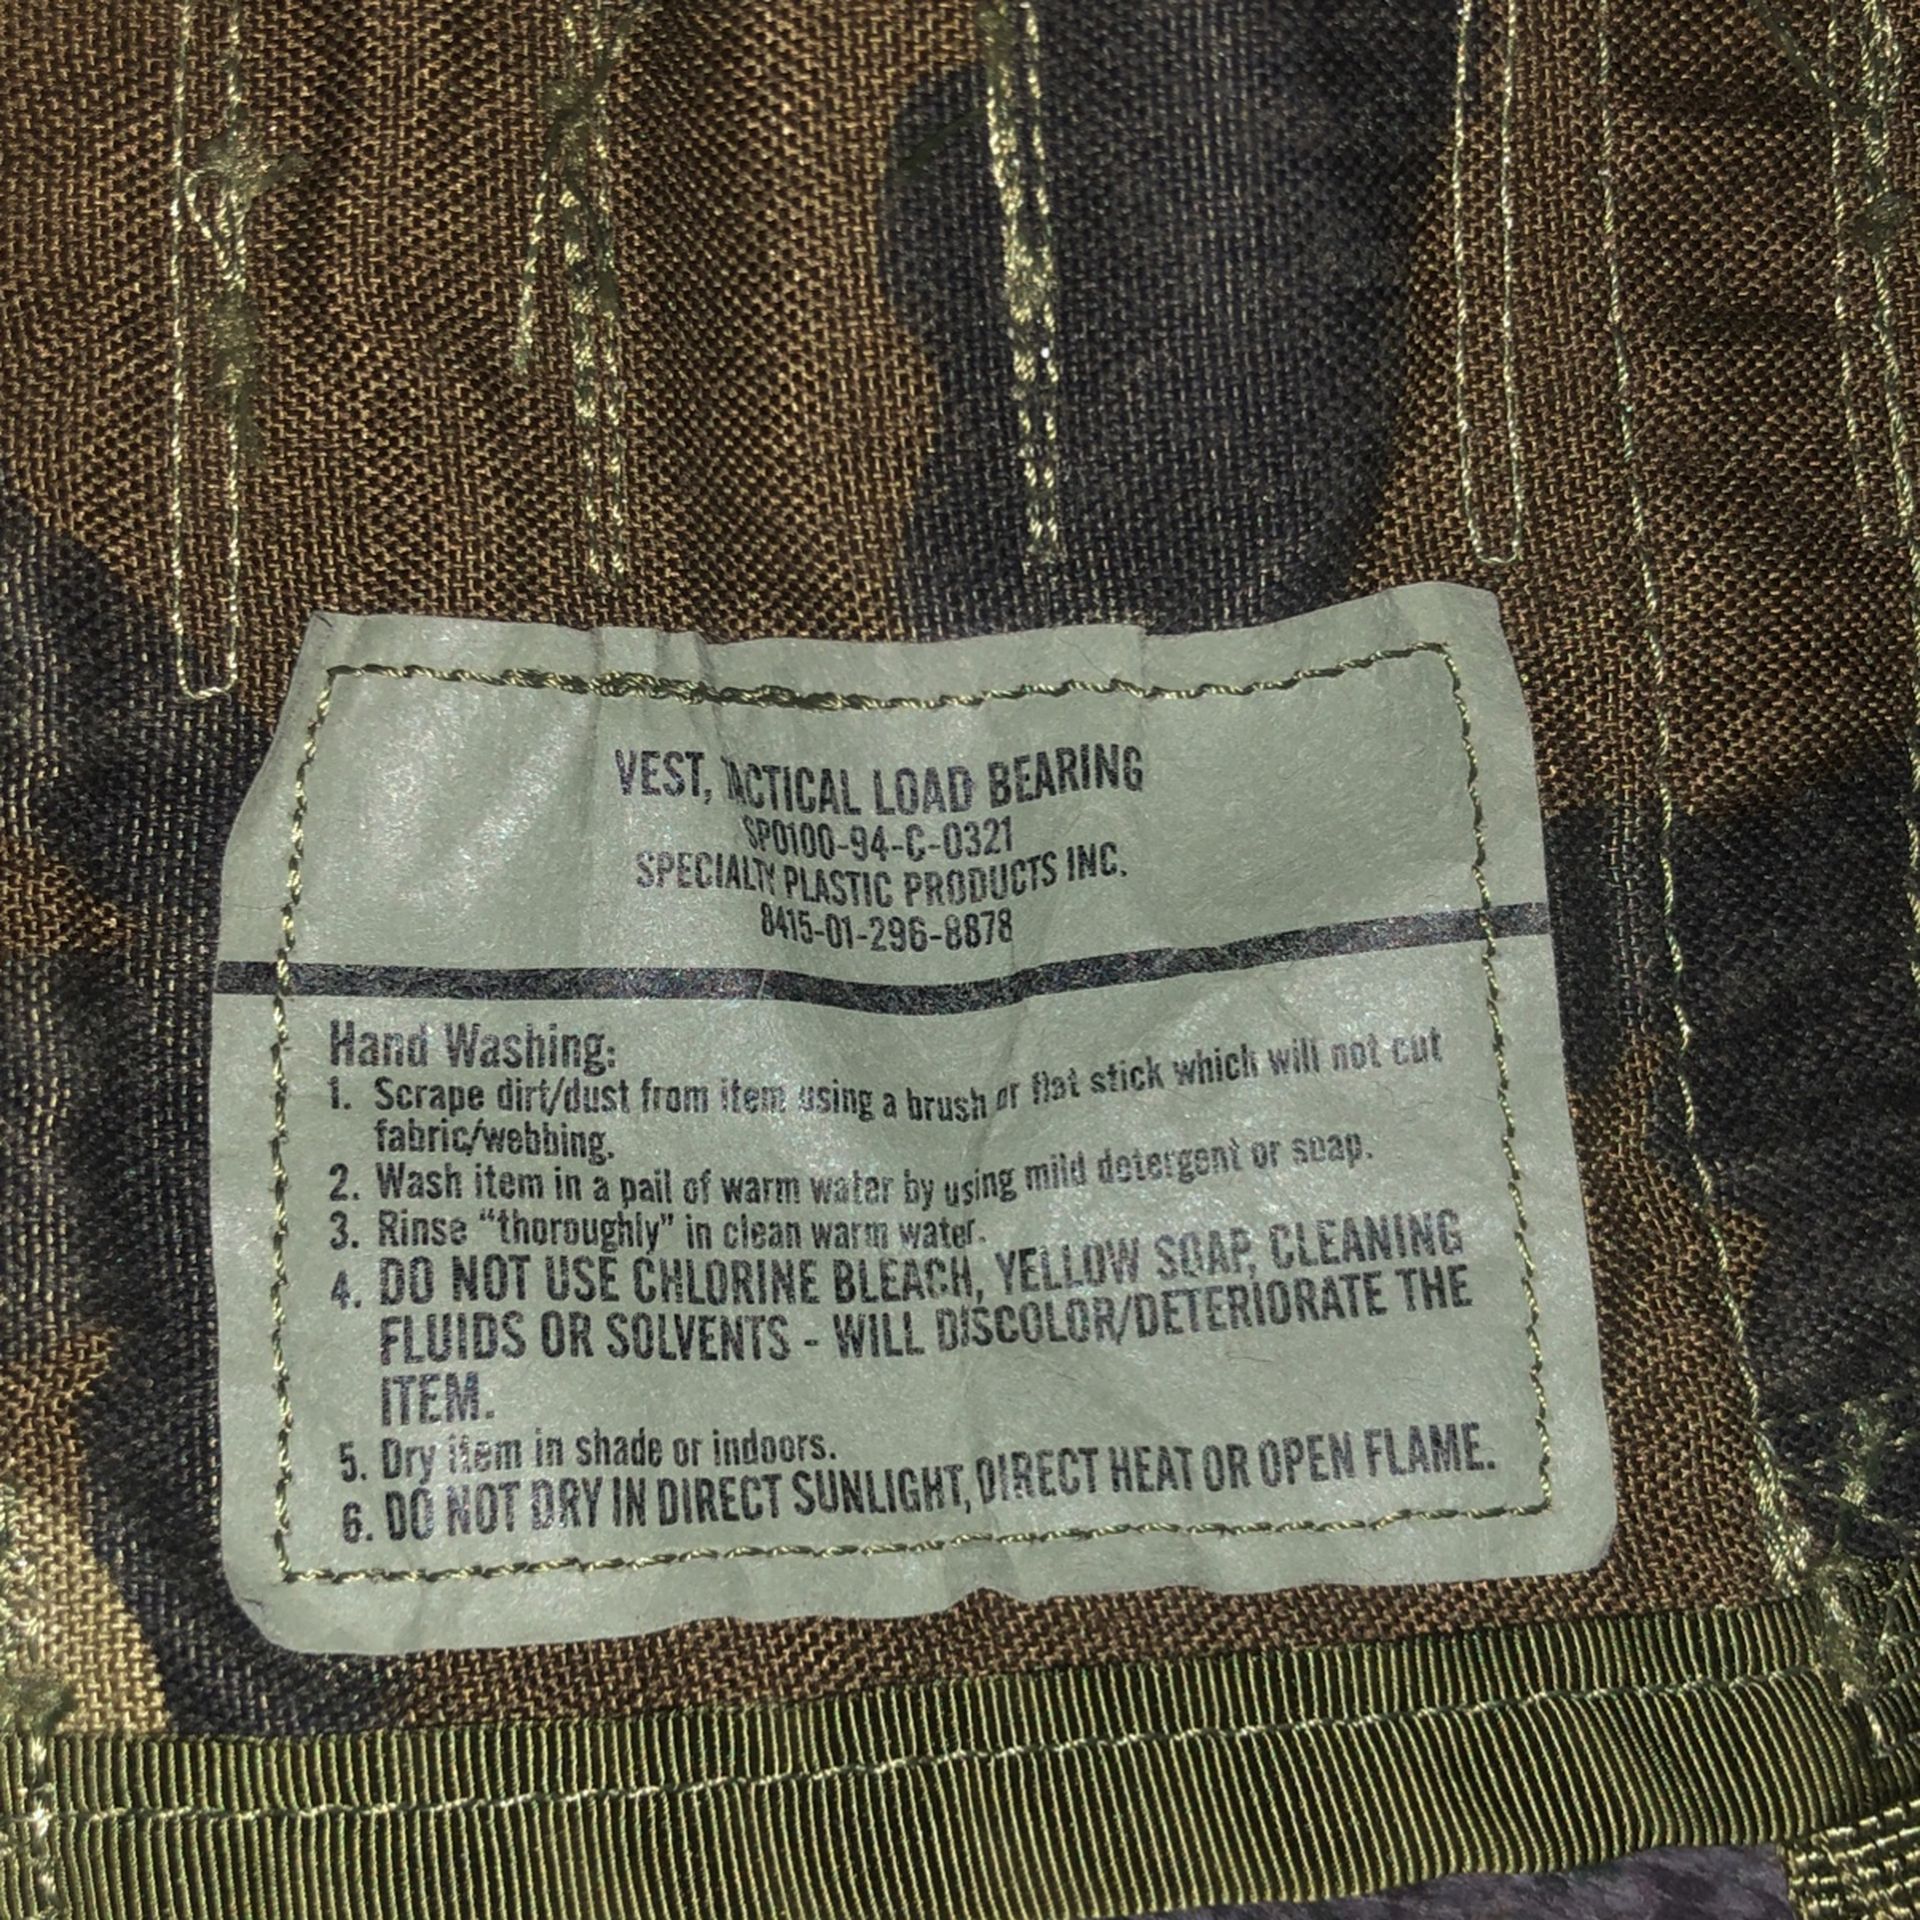 VEST, TACTICAL LOAD BEARING
SP0100-94-C-0321
SPECIALTY PLASTIC PRODUCTS INC.
8415-01-296-8878
Hand Washing:
1. Scrape dirt/dust from item using a brush or flat stick which will not cut
fabric/webbing.
2. Wash item in a pail of warm water by using mild detergent or soap.
3. Rinse "thoroughly" in clean warm water.
4. DO NOT USE CHLORINE BLEACH, YELLOW SOAP, CLEANING
FLUIDS OR SOLVENTS - WILL DISCOLOR/DETERIORATE THE
ITEM.
5. Dry item in shade or indoors.
6. DO NOT DRY IN DIRECT SUNLIGHT, DIRECT HEAT OR OPEN FLAME.